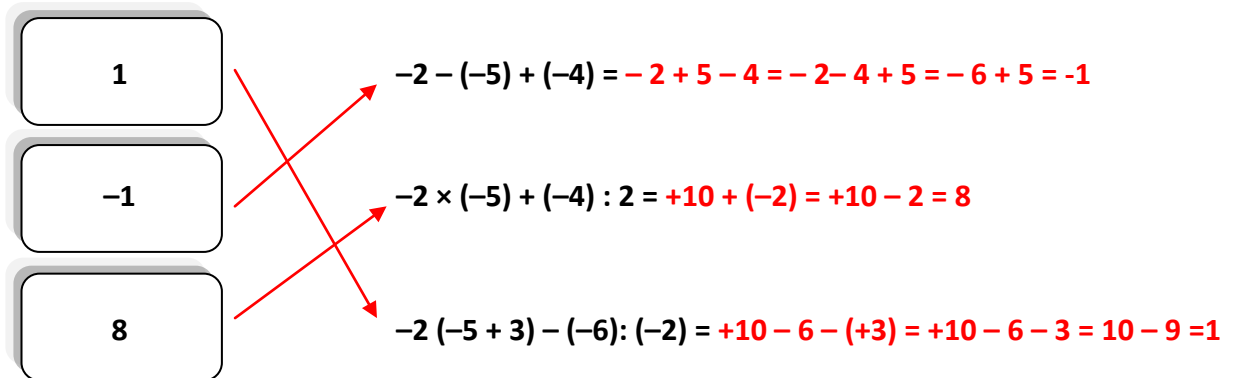 1
–2 – (–5) + (–4) = – 2 + 5 – 4 = – 2– 4 + 5 = – 6 + 5 = -1
–1
–2 × (–5) + (–4) : 2 = +10 + (–2) = +10 – 2 = 8
8
–2 (–5 + 3) – (–6): (–2) = +10 – 6 – (+3) = +10 – 6 – 3 = 10 – 9 =1